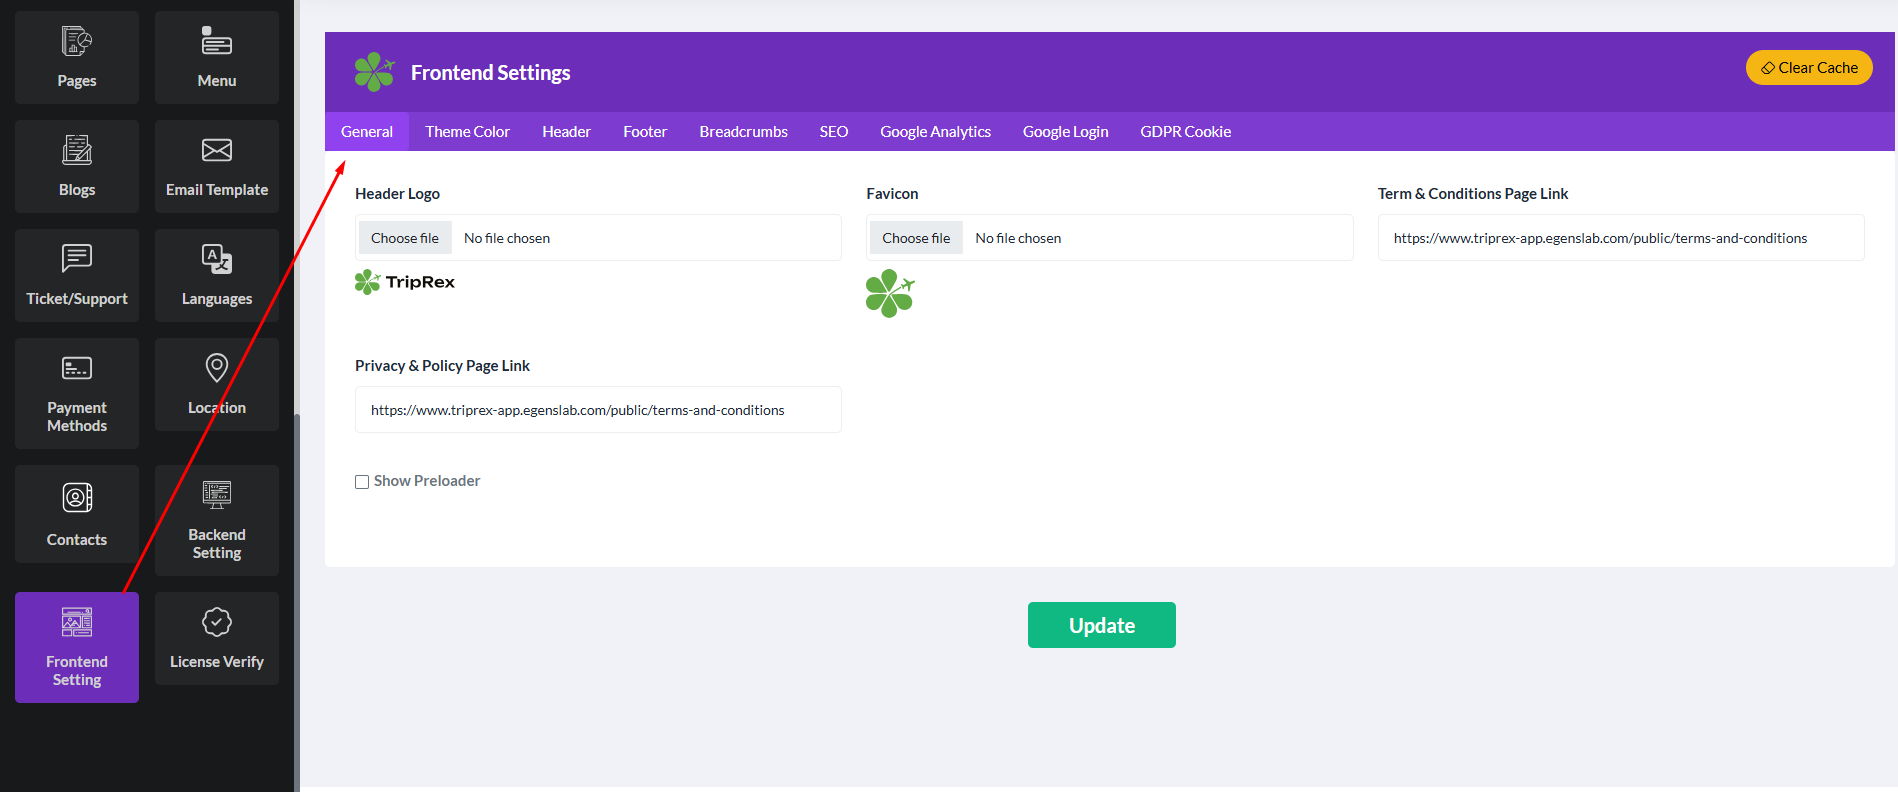 Pages
Menu
Blogs
Email Template
Ticket/Support
Languages
Payment
Methods
Location
Contacts
Backend
Setting
Frontend
Setting
License Verify
Frontend Settings
Clear Cache
General
Theme Color
Header
Footer
Breadcrumbs
SEO
Google Analytics
Google Login
GDPR Cookie
Header Logo
Choose file
No file chosen
TripRex
Favicon
Choose file
No file chosen
Term & Conditions Page Link
https://www.triprex-app.egenslab.com/public/terms-and-conditions
Privacy & Policy Page Link
https://www.triprex-app.egenslab.com/public/terms-and-conditions
Show Preloader
Update